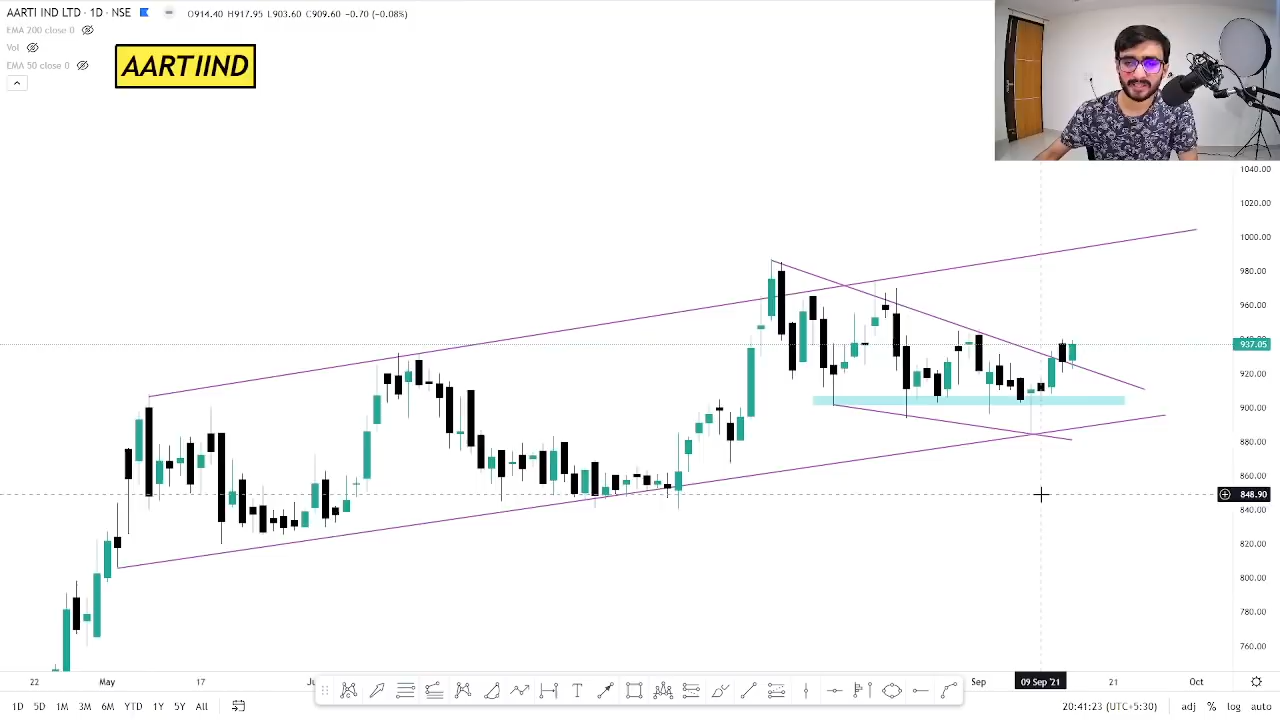 AARTI IND LTD · 1D · NSE O914.40 H917.95 L903.60 C909.60 -0.70 (-0.08%)
EMA 200 close 0
Vol
EMA 50 close 0
AARTIIND
1040.00
1020.00
1000.00
980.00
960.00
937.05
920.00
900.00
880.00
860.00
848.90
840.00
820.00
800.00
780.00
760.00
22 May 17 Sep 09 Sep '21 21 Oct
1D 5D 1M 3M 6M YTD 1Y 5Y All 20:41:23 (UTC+5:30) adj % log auto